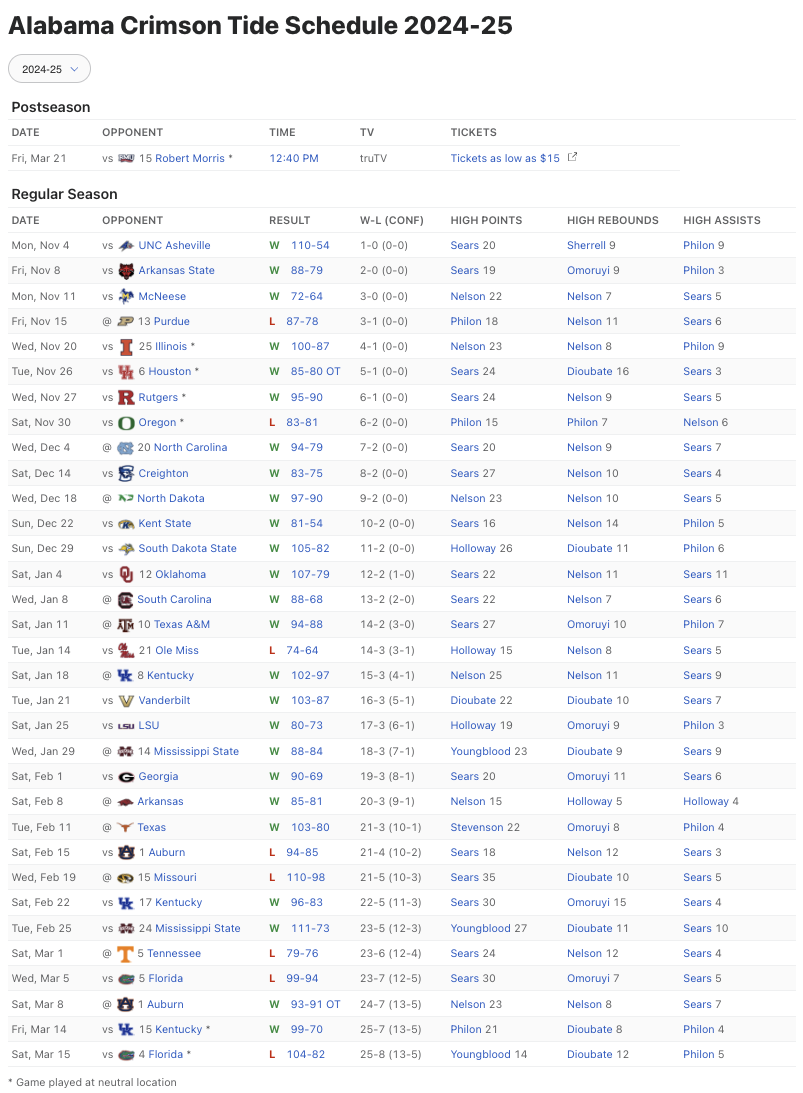 Alabama Crimson Tide Schedule 2024-25
2024-25
Postseason
DATE OPPONENT TIME TV TICKETS
Fri, Mar 21 vs RMU 15 Robert Morris * 12:40 PM truTV Tickets as low as $15
Regular Season
DATE OPPONENT RESULT W-L (CONF) HIGH POINTS HIGH REBOUNDS HIGH ASSISTS
Mon, Nov 4 vs UNC Asheville W 110-54 1-0 (0-0) Sears 20 Sherrell 9 Philon 9
Fri, Nov 8 vs Arkansas State W 88-79 2-0 (0-0) Sears 19 Omoruyi 9 Philon 3
Mon, Nov 11 vs McNeese W 72-64 3-0 (0-0) Nelson 22 Nelson 7 Sears 5
Fri, Nov 15 @ P 13 Purdue L 87-78 3-1 (0-0) Philon 18 Nelson 11 Sears 6
Wed, Nov 20 vs I 25 Illinois * W 100-87 4-1 (0-0) Nelson 23 Nelson 8 Philon 9
Tue, Nov 26 vs UH 6 Houston * W 85-80 OT 5-1 (0-0) Sears 24 Dioubate 16 Sears 3
Wed, Nov 27 vs R Rutgers * W 95-90 6-1 (0-0) Sears 24 Nelson 9 Sears 5
Sat, Nov 30 vs O Oregon * L 83-81 6-2 (0-0) Philon 15 Philon 7 Nelson 6
Wed, Dec 4 @ NC 20 North Carolina W 94-79 7-2 (0-0) Sears 20 Nelson 9 Sears 7
Sat, Dec 14 vs Creighton W 83-75 8-2 (0-0) Sears 27 Nelson 10 Sears 4
Wed, Dec 18 @ ND North Dakota W 97-90 9-2 (0-0) Nelson 23 Nelson 10 Sears 5
Sun, Dec 22 vs Kent State W 81-54 10-2 (0-0) Sears 16 Nelson 14 Philon 5
Sun, Dec 29 vs South Dakota State W 105-82 11-2 (0-0) Holloway 26 Dioubate 11 Philon 6
Sat, Jan 4 vs OU 12 Oklahoma W 107-79 12-2 (1-0) Sears 22 Nelson 11 Sears 11
Wed, Jan 8 @ C South Carolina W 88-68 13-2 (2-0) Sears 22 Nelson 7 Sears 6
Sat, Jan 11 @ ATM 10 Texas A&M W 94-88 14-2 (3-0) Sears 27 Omoruyi 10 Philon 7
Tue, Jan 14 vs Ole Miss 21 Ole Miss L 74-64 14-3 (3-1) Holloway 15 Nelson 8 Sears 5
Sat, Jan 18 @ UK 8 Kentucky W 102-97 15-3 (4-1) Nelson 25 Nelson 11 Sears 9
Tue, Jan 21 vs V Vanderbilt W 103-87 16-3 (5-1) Dioubate 22 Dioubate 10 Sears 7
Sat, Jan 25 vs LSU LSU W 80-73 17-3 (6-1) Holloway 19 Omoruyi 9 Philon 3
Wed, Jan 29 @ M 14 Mississippi State W 88-84 18-3 (7-1) Youngblood 23 Dioubate 9 Sears 9
Sat, Feb 1 vs G Georgia W 90-69 19-3 (8-1) Sears 20 Omoruyi 11 Sears 6
Sat, Feb 8 @ Arkansas W 85-81 20-3 (9-1) Nelson 15 Holloway 5 Holloway 4
Tue, Feb 11 @ Texas W 103-80 21-3 (10-1) Stevenson 22 Omoruyi 8 Philon 4
Sat, Feb 15 vs AU 1 Auburn L 94-85 21-4 (10-2) Sears 18 Nelson 12 Sears 3
Wed, Feb 19 @ 15 Missouri L 110-98 21-5 (10-3) Sears 35 Dioubate 10 Sears 5
Sat, Feb 22 vs UK 17 Kentucky W 96-83 22-5 (11-3) Sears 30 Omoruyi 15 Sears 4
Tue, Feb 25 vs M 24 Mississippi State W 111-73 23-5 (12-3) Youngblood 27 Dioubate 11 Sears 10
Sat, Mar 1 @ T 5 Tennessee L 79-76 23-6 (12-4) Sears 24 Nelson 12 Sears 4
Wed, Mar 5 vs 5 Florida L 99-94 23-7 (12-5) Sears 30 Omoruyi 7 Sears 5
Sat, Mar 8 @ AU 1 Auburn W 93-91 OT 24-7 (13-5) Nelson 23 Nelson 8 Sears 7
Fri, Mar 14 vs UK 15 Kentucky * W 99-70 25-7 (13-5) Philon 21 Dioubate 8 Philon 4
Sat, Mar 15 vs 4 Florida * L 104-82 25-8 (13-5) Youngblood 14 Dioubate 12 Philon 5
* Game played at neutral location